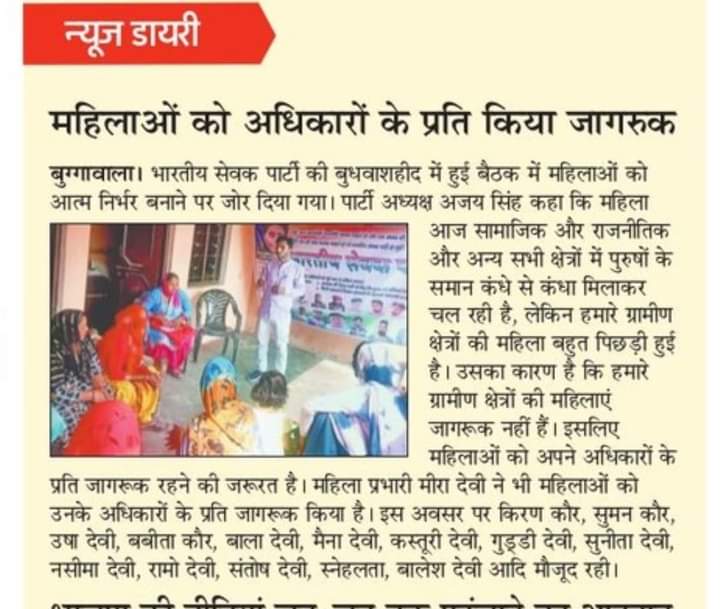 न्यूज डायरी
महिलाओं को अधिकारों के प्रति किया जागरुक
बुग्गावाला। भारतीय सेवक पार्टी की बुधवाशहीद में हुई बैठक में महिलाओं को
आत्म निर्भर बनाने पर जोर दिया गया। पार्टी अध्यक्ष अजय सिंह कहा कि महिला
आज सामाजिक और राजनीतिक
और अन्य सभी क्षेत्रों में पुरुषों के
समान कंधे से कंधा मिलाकर
चल रही है, लेकिन हमारे ग्रामीण
क्षेत्रों की महिला बहुत पिछड़ी हुई
है। उसका कारण है कि हमारे
ग्रामीण क्षेत्रों की महिलाएं
जागरूक नहीं हैं। इसलिए
महिलाओं को अपने अधिकारों के
प्रति जागरूक रहने की जरूरत है। महिला प्रभारी मीरा देवी ने भी महिलाओं को
उनके अधिकारों के प्रति जागरूक किया है। इस अवसर पर किरण कौर, सुमन कौर,
उषा देवी, बबीता कौर, बाला देवी, मैना देवी, कस्तूरी देवी, गुड्डी देवी, सुनीता देवी,
नसीमा देवी, रामो देवी, संतोष देवी, स्नेहलता, बालेश देवी आदि मौजूद रही।